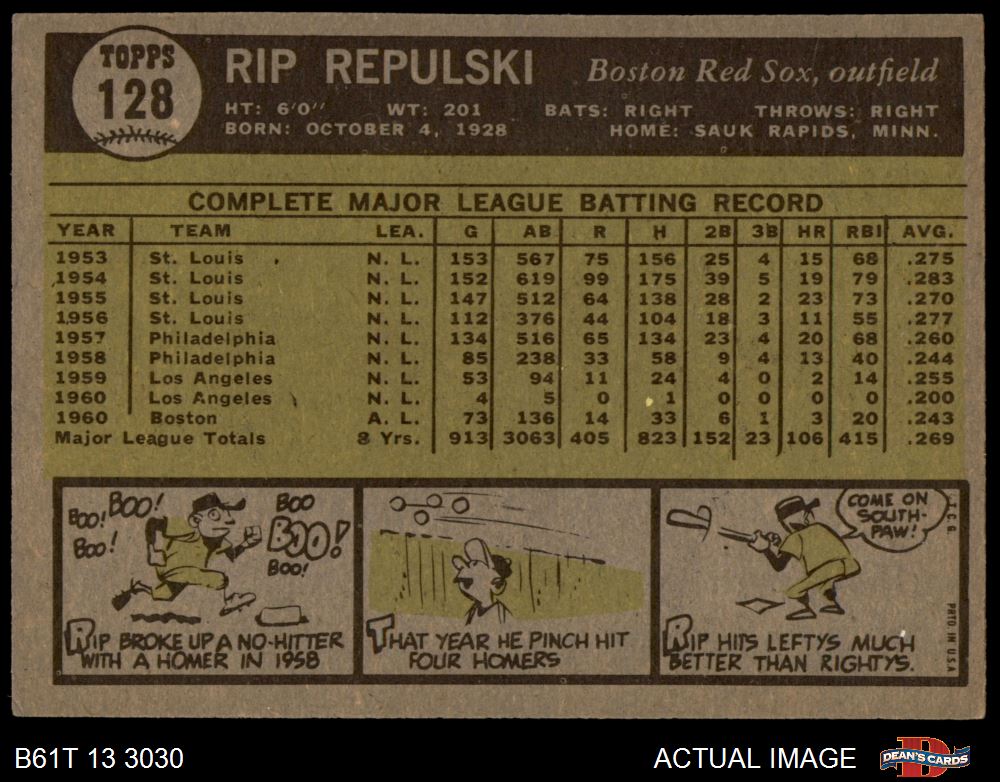 TOPPS
128
RIP REPULSKI
Boston Red Sox, outfield
HT: 6'0" WT: 201 BATS: RIGHT THROWS: RIGHT
BORN: OCTOBER 4, 1928 HOME: SAUK RAPIDS, MINN.
COMPLETE MAJOR LEAGUE BATTING RECORD
YEAR TEAM LEA. G AB R H 2B 3B HR RBI AVG.
1953 St. Louis N. L. 153 567 75 156 25 4 15 68 .275
1954 St. Louis N. L. 152 619 99 175 39 5 19 79 .283
1955 St. Louis N. L. 147 512 64 138 28 2 23 73 .270
1956 St. Louis N. L. 112 376 44 104 18 3 11 55 .277
1957 Philadelphia N. L. 134 516 65 134 23 4 20 68 .260
1958 Philadelphia N. L. 85 238 33 58 9 4 13 40 .244
1959 Los Angeles N. L. 53 94 11 24 4 0 2 14 .255
1960 Los Angeles N. L. 4 5 0 1 0 0 0 0 .200
1960 Boston A. L. 73 136 14 33 6 1 3 20 .243
Major League Totals 8 Yrs. 913 3063 405 823 152 23 106 415 .269
BOO! BOO!
BOO!
BOO
BOO!
BOO!
RIP BROKE UP A NO-HITTER
WITH A HOMER IN 1958
THAT YEAR HE PINCH HIT
FOUR HOMERS
COME ON
SOUTH-
PAW!
RIP HITS LEFTYS MUCH
BETTER THAN RIGHTYS.
T.C.G.
PRTD. IN U.S.A.
B61T 13 3030
ACTUAL IMAGE
DEAN'S CARDS